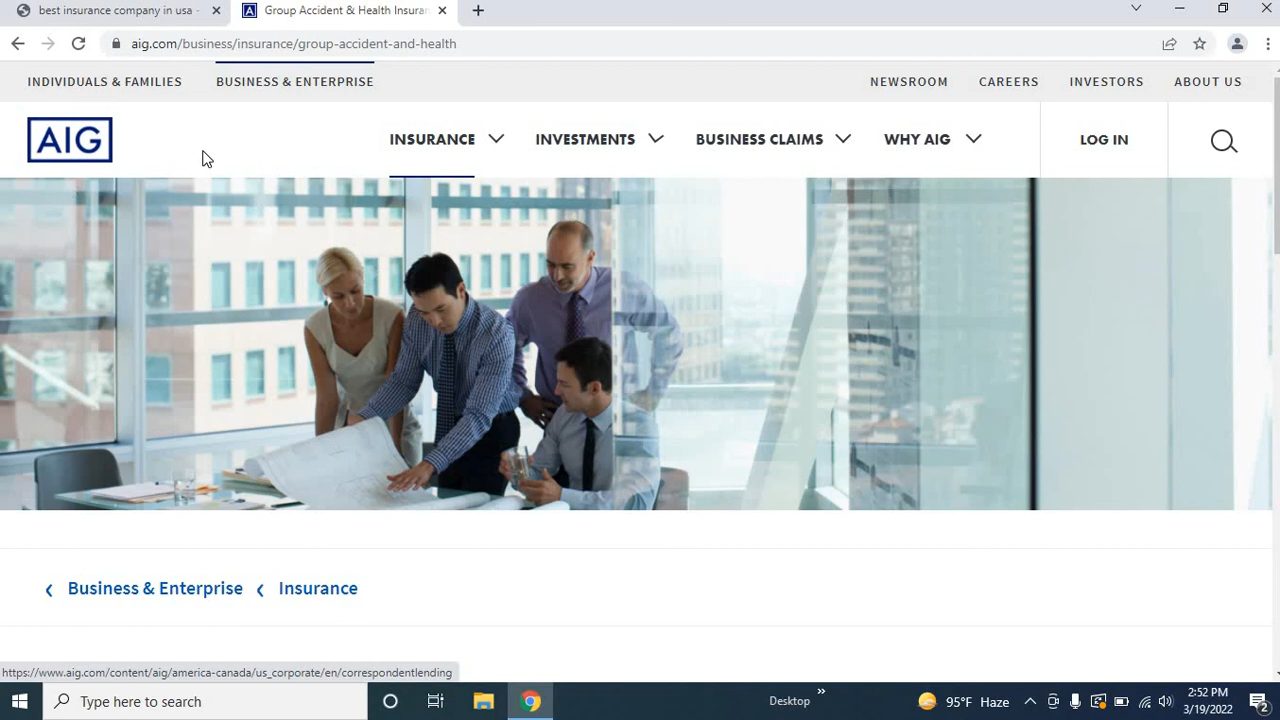 best insurance company in usa -
Group Accident & Health Insuran
aig.com/business/insurance/group-accident-and-health
INDIVIDUALS & FAMILIES BUSINESS & ENTERPRISE NEWSROOM CAREERS INVESTORS ABOUT US
AIG INSURANCE INVESTMENTS BUSINESS CLAIMS WHY AIG LOG IN
Business & Enterprise Insurance
https://www.aig.com/content/aig/america-canada/us_corporate/en/correspondentlending
Type here to search Desktop 95°F Haze 2:52 PM
3/19/2022 2